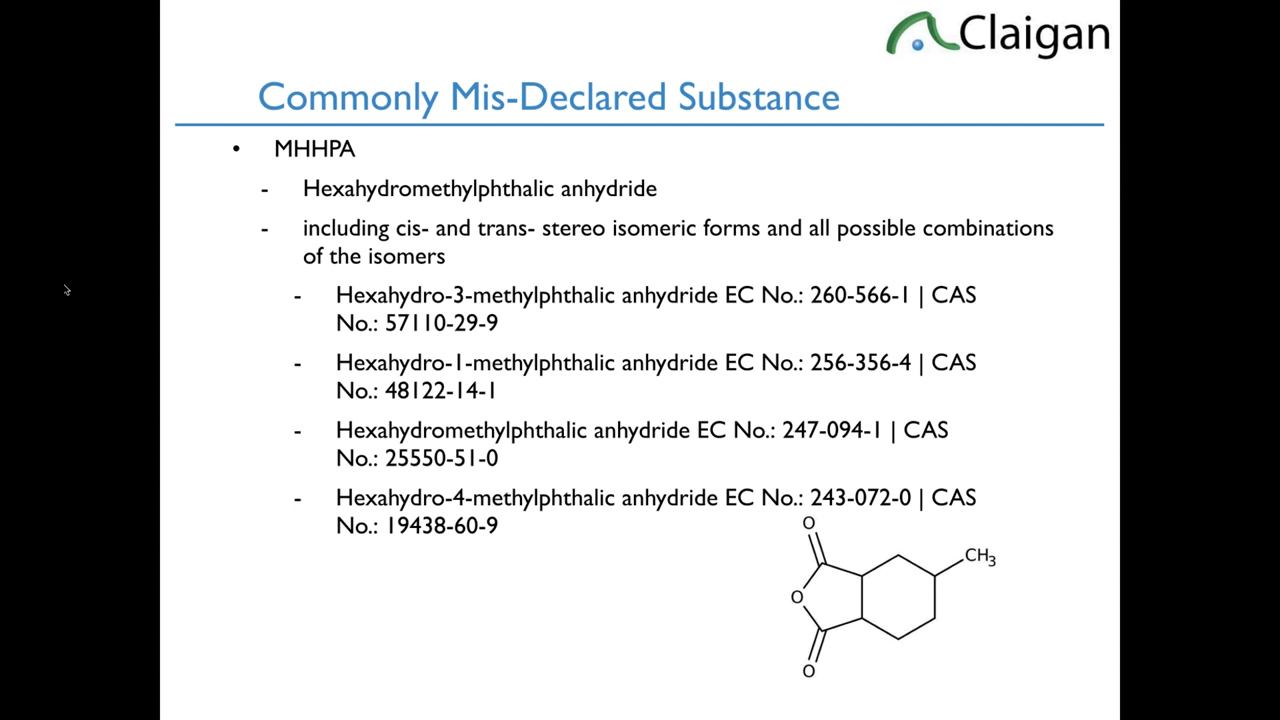 Claigan
Commonly Mis-Declared Substance
• MHHPA
- Hexahydromethylphthalic anhydride
- including cis- and trans- stereo isomeric forms and all possible combinations
of the isomers
- Hexahydro-3-methylphthalic anhydride EC No.: 260-566-1 | CAS
No.: 57110-29-9
- Hexahydro-1-methylphthalic anhydride EC No.: 256-356-4 | CAS
No.: 48122-14-1
- Hexahydromethylphthalic anhydride EC No.: 247-094-1 | CAS
No.: 25550-51-0
- Hexahydro-4-methylphthalic anhydride EC No.: 243-072-0 | CAS
No.: 19438-60-9
O
CH3
O
O